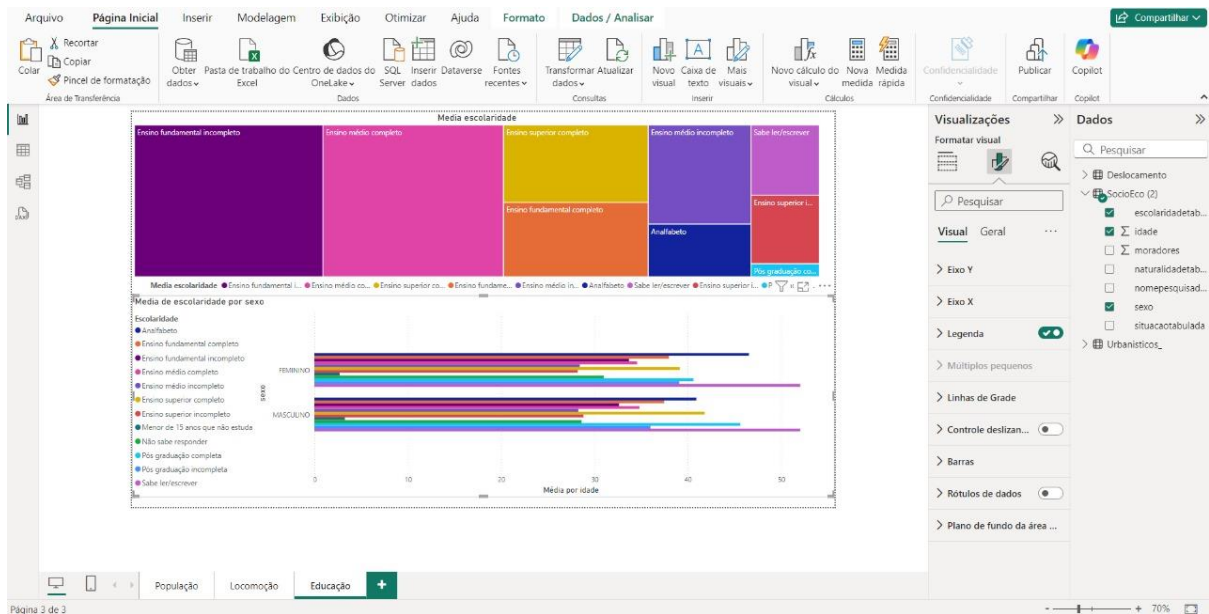 Arquivo Página Inicial Inserir Modelagem Exibição Otimizar Ajuda Formato Dados / Analisar Compartilhar
Colar
Recortar
Copiar
Pincel de formatação
Área de Transferência
Obter dados
Pasta de trabalho do Excel
Centro de dados do OneLake
SQL Server
Inserir dados
Dataverse
Fontes recentes
Dados
Transformar dados
Atualizar
Consultas
Novo visual
Caixa de texto
Mais visuais
Inserir
Novo cálculo do visual
Nova medida
Medida rápida
Cálculos
Confidencialidade
Confidencialidade
Publicar
Compartilhar
Copilot
Copilot
Media escolaridade
Ensino fundamental incompleto
Ensino médio completo
Ensino superior completo
Ensino médio incompleto
Sabe ler/escrever
Ensino fundamental completo
Ensino superior i...
Analfabeto
Pós graduação co...
Media escolaridade Ensino fundamental i... Ensino médio co... Ensino superior co... Ensino fundame... Ensino médio in... Analfabeto Sabe ler/escrever Ensino superior i... P
Media de escolaridade por sexo
Escolaridade
Analfabeto
Ensino fundamental completo
Ensino fundamental incompleto
Ensino médio completo
Ensino médio incompleto
Ensino superior completo
Ensino superior incompleto
Menor de 15 anos que não estuda
Não sabe responder
Pós graduação completa
Pós graduação incompleta
Sabe ler/escrever
sexo
FEMININO
MASCULINO
0 10 20 30 40 50
Média por idade
Visualizações
Formatar visual
Pesquisar
Visual Geral
Eixo Y
Eixo X
Legenda
Múltiplos pequenos
Linhas de Grade
Controle deslizan...
Barras
Rótulos de dados
Plano de fundo da área ...
Dados
Pesquisar
Deslocamento
SocioEco (2)
escolaridadetab...
idade
moradores
naturalidadetab...
nomepesquisad...
sexo
situacaotabulada
Urbanisticos_
População Locomoção Educação
Página 3 de 3
70%